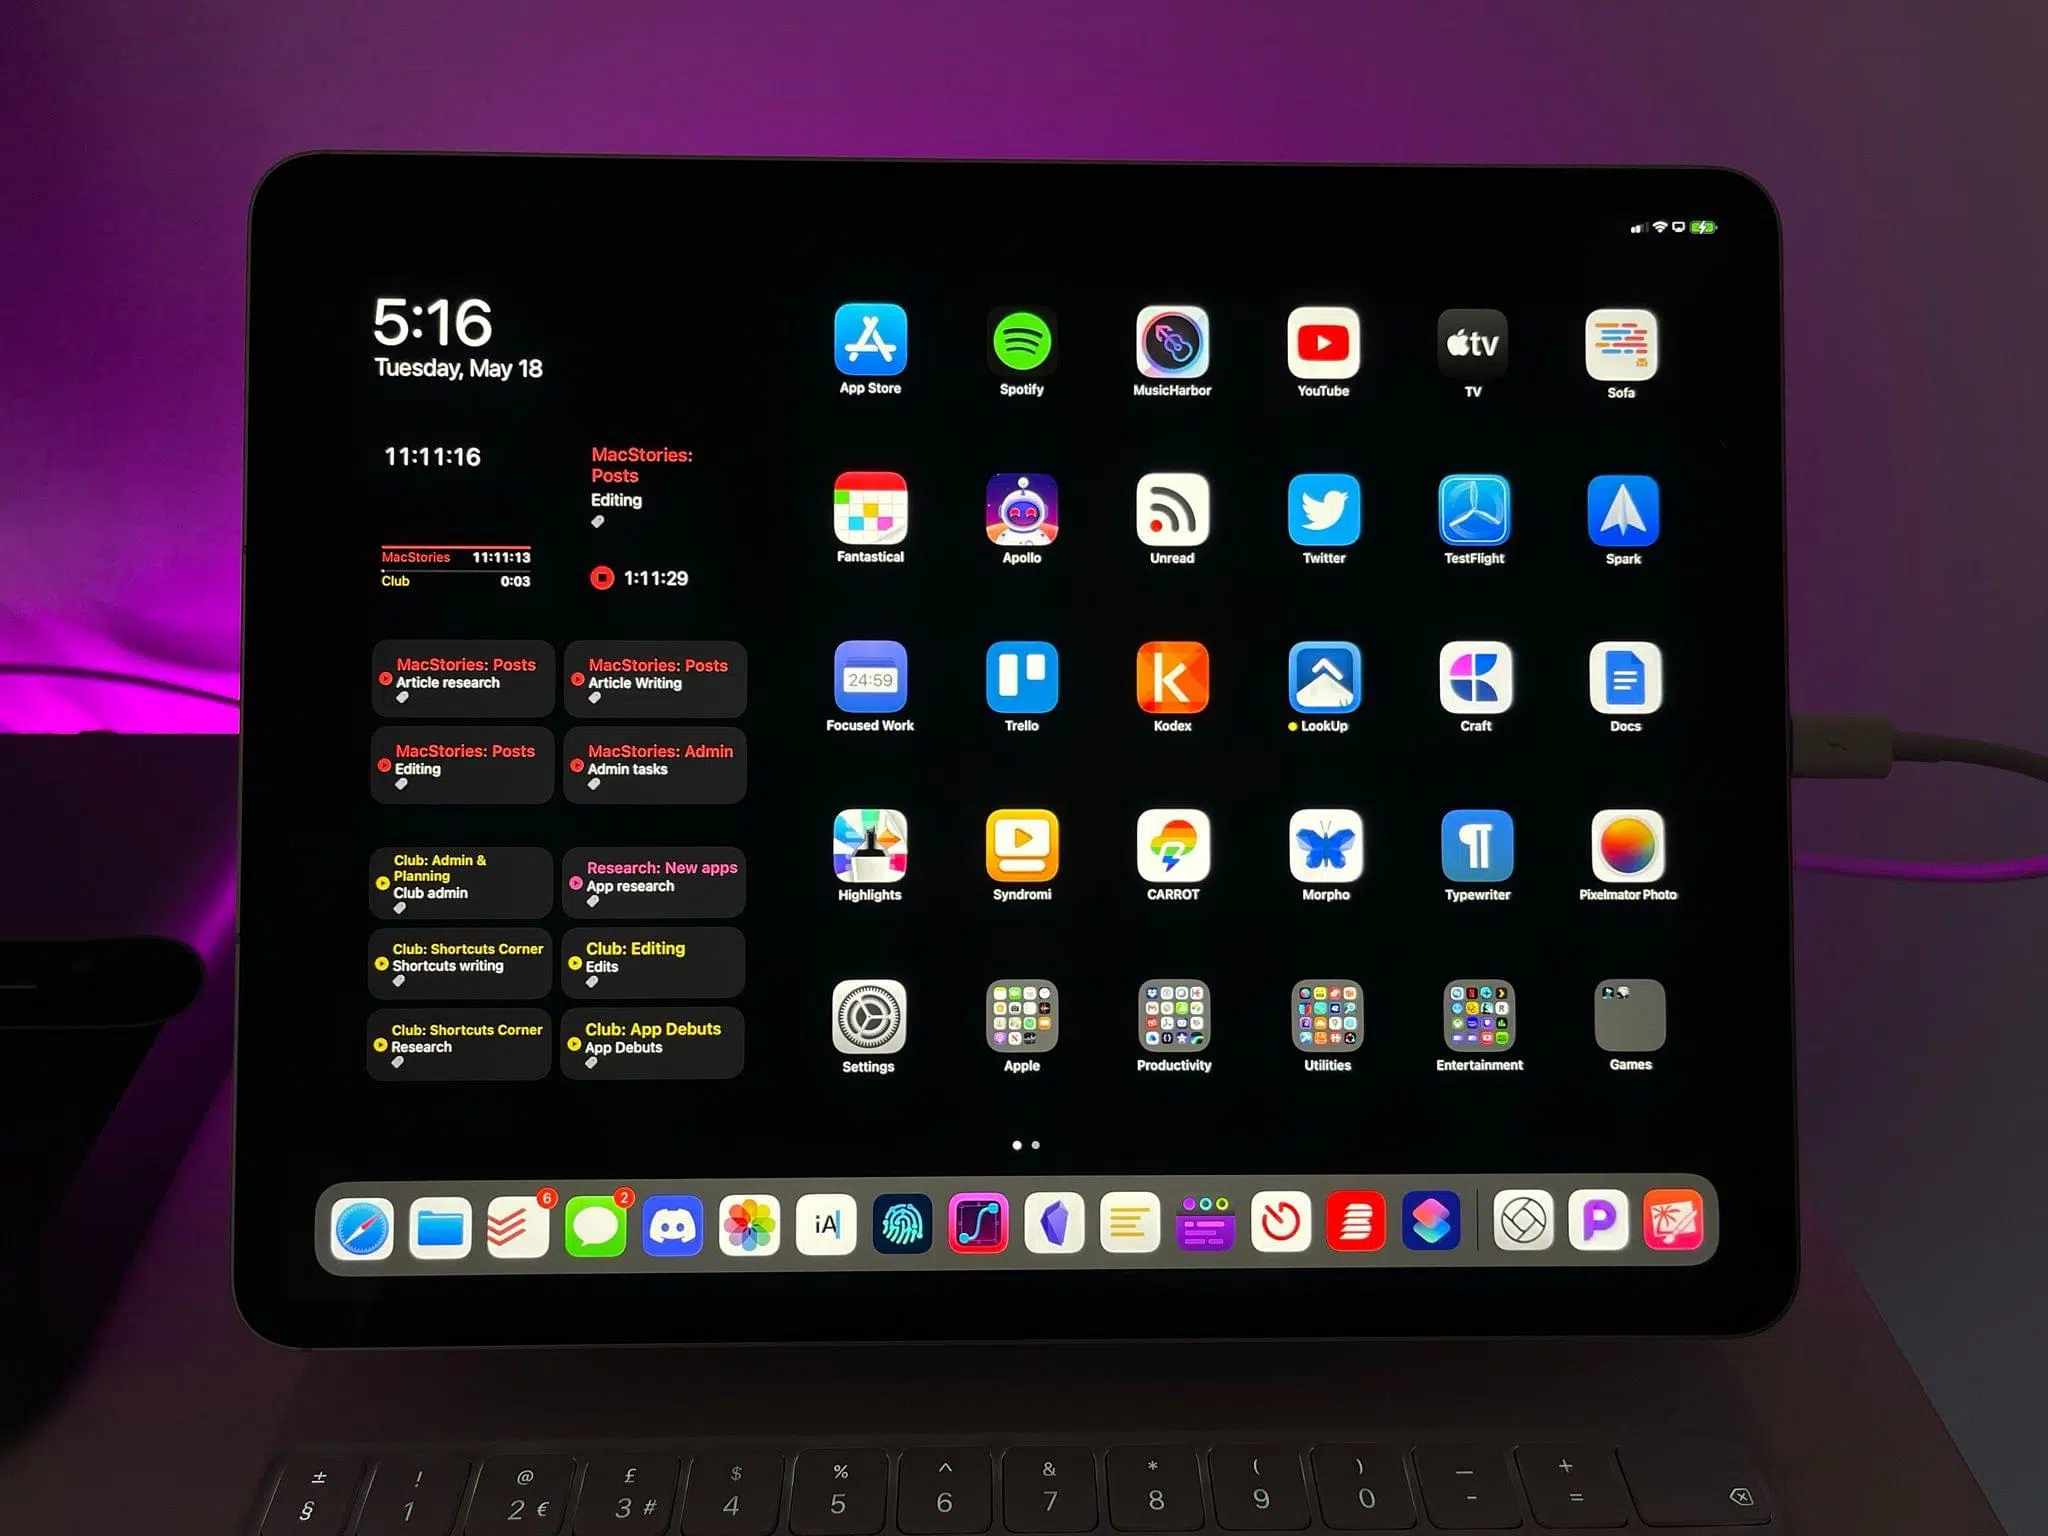 5:16
Tuesday, May 18
11:11:16
MacStories 11:11:13
Club 0:03
MacStories:
Posts
Editing
1:11:29
MacStories: Posts
Article research
MacStories: Posts
Article Writing
MacStories: Posts
Editing
MacStories: Admin
Admin tasks
Club: Admin &
Planning
Club admin
Research: New apps
App research
Club: Shortcuts Corner
Shortcuts writing
Club: Editing
Edits
Club: Shortcuts Corner
Research
Club: App Debuts
App Debuts
tv
App Store
Spotify
MusicHarbor
YouTube
TV
Sofa
Fantastical
Apollo
Unread
Twitter
TestFlight
Spark
24:59
k
Focused Work
Trello
Kodex
LookUp
Craft
Docs
¶
Highlights
Syndromi
CARROT
Morpho
Typewriter
Pixelmator Photo
Settings
Apple
Productivity
Utilities
Entertainment
Games
6
2
iA
P
± ! @ £ $ % ^ & * ( ) — +
§ 1 2 € 3 # 4 5 6 7 8 9 0 - =